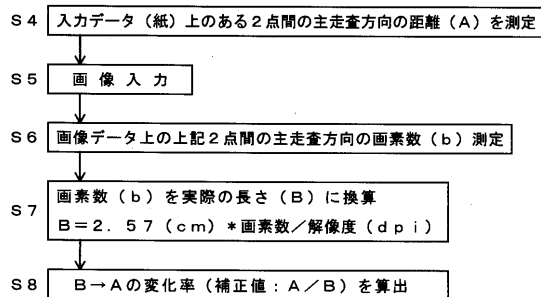 S4 入力データ（紙）上のある2点間の主走査方向の距離（A）を測定
S5 画像入力
S6 画像データ上の上記2点間の主走査方向の画素数（b）測定
S7 画素数（b）を実際の長さ（B）に換算
B＝2．57（cm）*画素数/解像度（dpi）
S8 B→Aの変化率（補正値：A/B）を算出